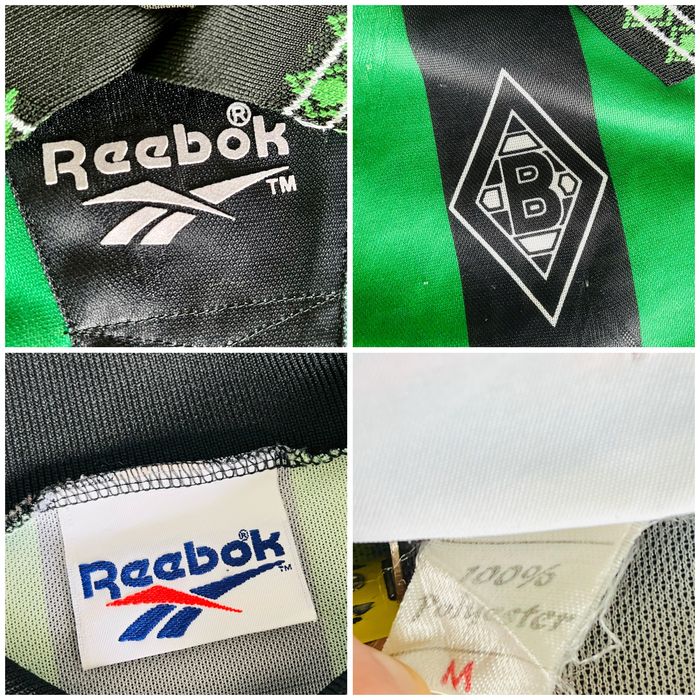 Reebok®
™
B
Reebok®
™
100%
Polyester
M